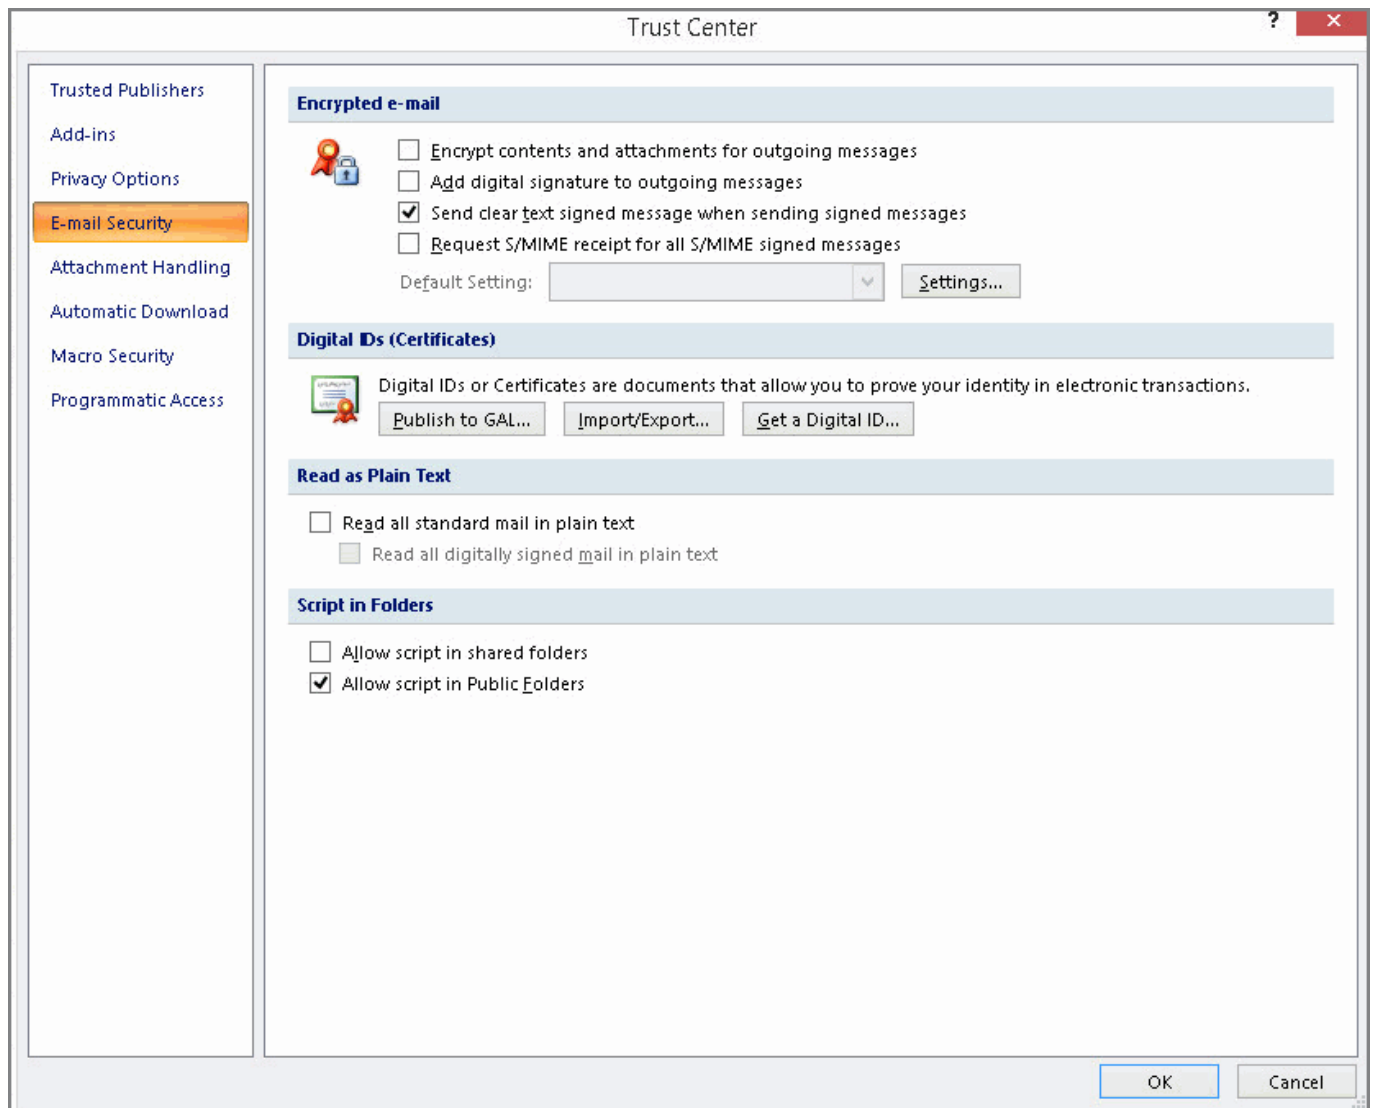 Trust Center
?
Trusted Publishers
Add-ins
Privacy Options
E-mail Security
Attachment Handling
Automatic Download
Macro Security
Programmatic Access
Encrypted e-mail
Encrypt contents and attachments for outgoing messages
Add digital signature to outgoing messages
Send clear text signed message when sending signed messages
Request S/MIME receipt for all S/MIME signed messages
Default Setting:
Settings...
Digital IDs (Certificates)
Digital IDs or Certificates are documents that allow you to prove your identity in electronic transactions.
Publish to GAL... Import/Export... Get a Digital ID...
Read as Plain Text
Read all standard mail in plain text
Read all digitally signed mail in plain text
Script in Folders
Allow script in shared folders
Allow script in Public Folders
OK Cancel